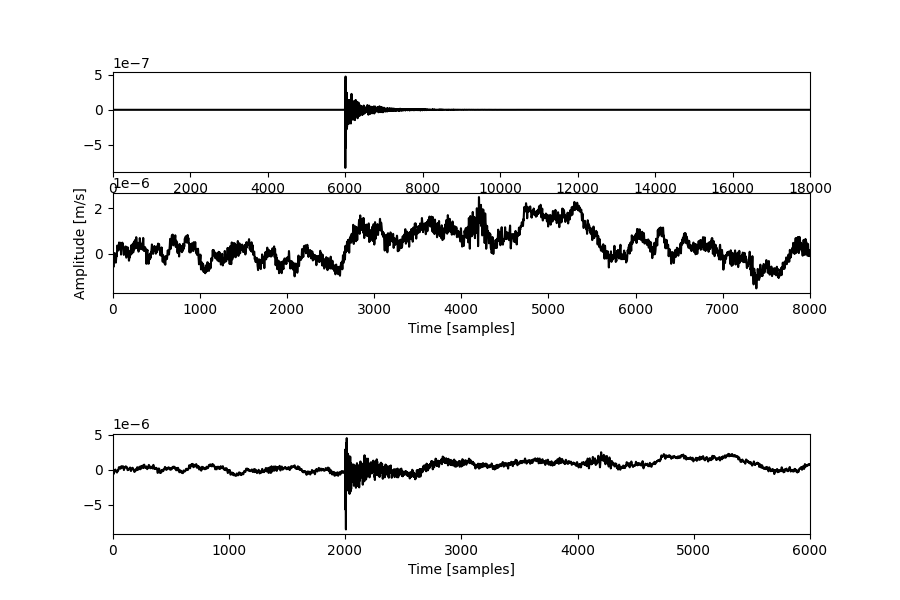 1e−7
5
0
−5
0 2000 4000 6000 8000 10000 12000 14000 16000 18000
1e−6
2
0
Amplitude [m/s]
0 1000 2000 3000 4000 5000 6000 7000 8000
Time [samples]
1e−6
5
0
−5
0 1000 2000 3000 4000 5000 6000
Time [samples]